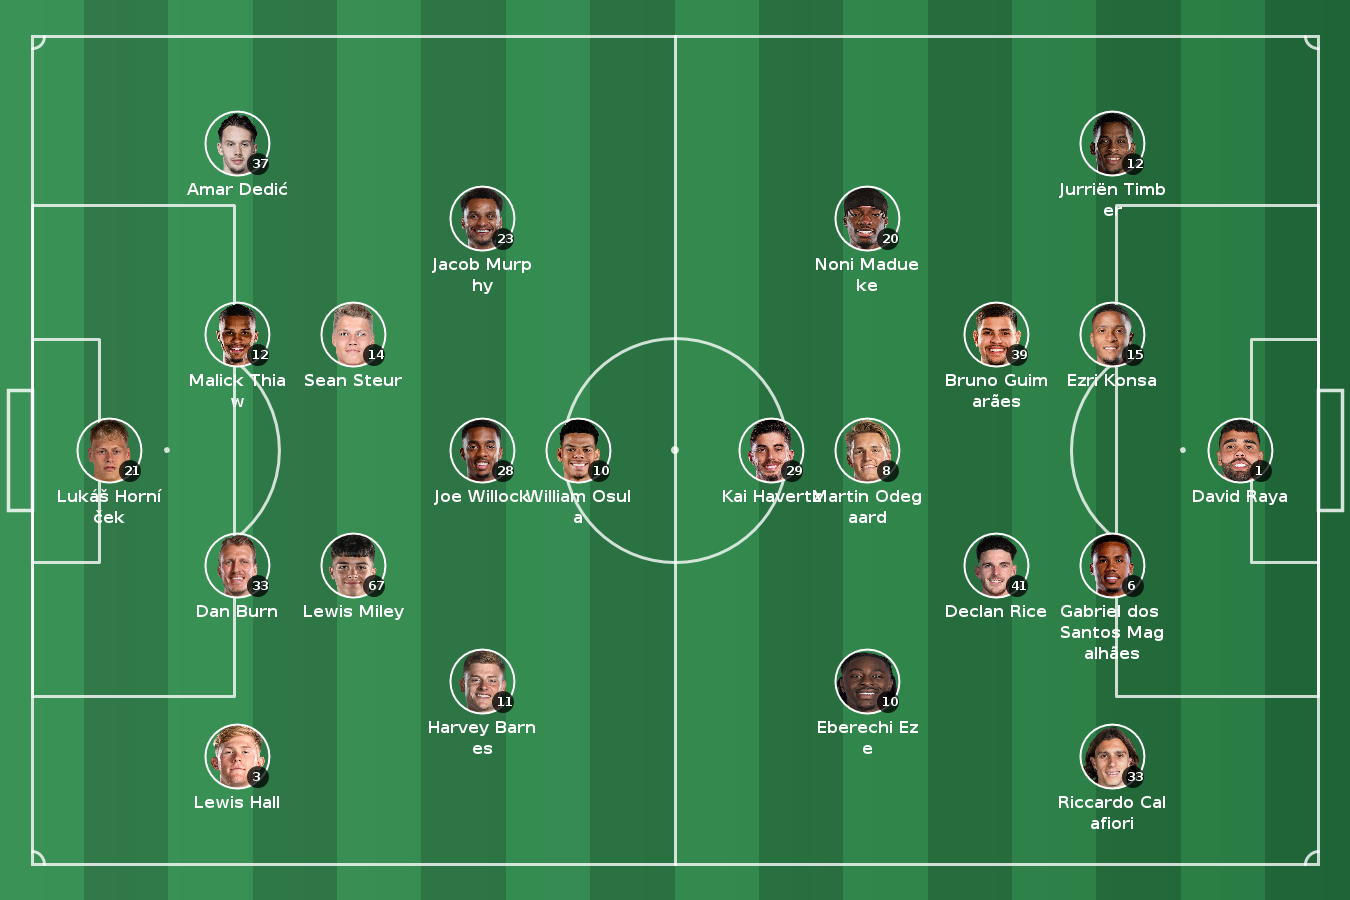 37
Amar Dedić
12
Jurriën Timb
er
23
Jacob Murp
hy
20
Noni Madue
ke
12
Malick Thia
w
14
Sean Steur
39
Bruno Guim
arães
15
Ezri Konsa
21
Lukáš Horní
ček
28
Joe Willock
10
William Osul
a
29
Kai Havertz
8
Martin Odeg
aard
1
David Raya
33
Dan Burn
67
Lewis Miley
41
Declan Rice
6
Gabriel dos
Santos Mag
alhães
11
Harvey Barn
es
10
Eberechi Ez
e
3
Lewis Hall
33
Riccardo Cal
afiori